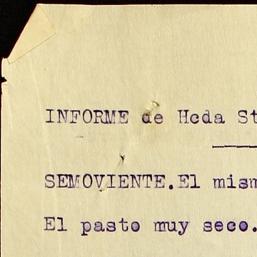 INFORME de Hcda St
SEMOVIENTE.El mism
El pasto muy seco.